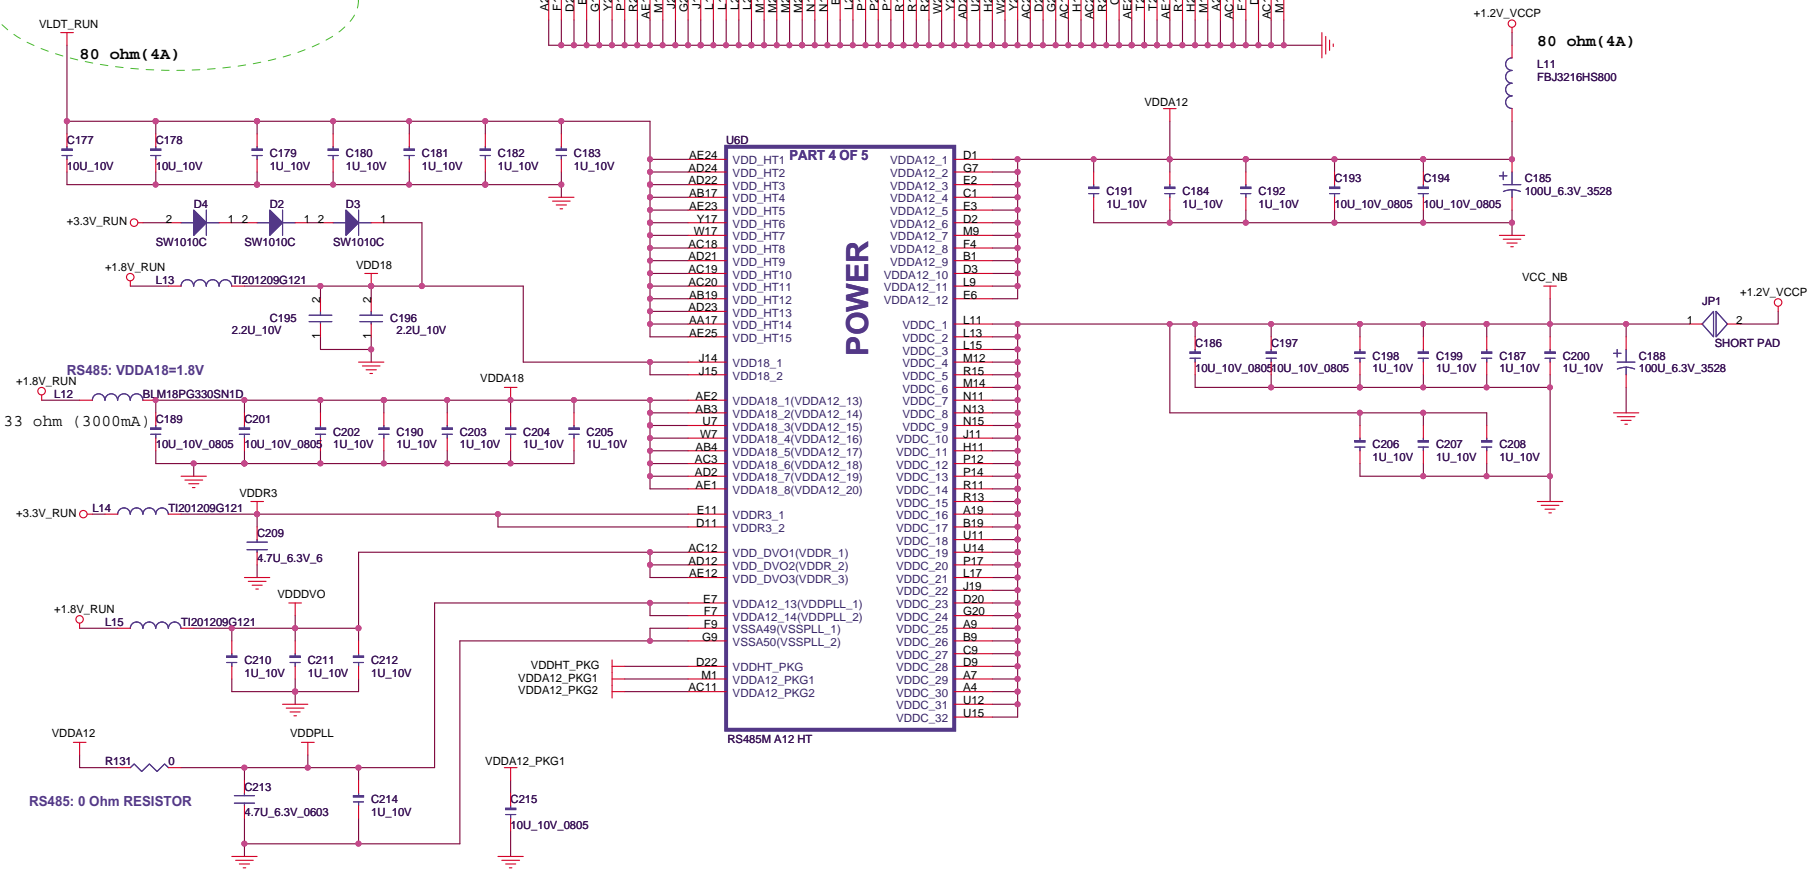 VLDT_RUN
80 ohm(4A)
+1.2V_VCCP
80 ohm(4A)
L11
FBJ3216HS800
VDDA12
C177
10U_10V
C178
10U_10V
C179
1U_10V
C180
1U_10V
C181
1U_10V
C182
1U_10V
C183
1U_10V
+3.3V_RUN
2 D4 1
SW1010C
2 D2 1
SW1010C
2 D3 1
SW1010C
+1.8V_RUN
L13 TI201209G121
VDD18
2
C195
2.2U_10V
1
2
C196
2.2U_10V
1
RS485: VDDA18=1.8V
+1.8V_RUN
L12 BLM18PG330SN1D
33 ohm (3000mA)
VDDA18
C189
10U_10V_0805
C201
10U_10V_0805
C202
1U_10V
C190
1U_10V
C203
1U_10V
C204
1U_10V
C205
1U_10V
VDDR3
+3.3V_RUN L14 TI201209G121
C209
4.7U_6.3V_6
VDDDVO
+1.8V_RUN
L15 TI201209G121
C210
1U_10V
C211
1U_10V
C212
1U_10V
VDDA12
R131 0
VDDPLL
RS485: 0 Ohm RESISTOR
C213
4.7U_6.3V_0603
C214
1U_10V
VDDA12_PKG1
C215
10U_10V_0805
VDDHT_PKG
VDDA12_PKG1
VDDA12_PKG2
U6D
PART 4 OF 5
POWER
AE24 VDD_HT1
AD24 VDD_HT2
AD22 VDD_HT3
AB17 VDD_HT4
AE23 VDD_HT5
Y17 VDD_HT6
W17 VDD_HT7
AC18 VDD_HT8
AD21 VDD_HT9
AC19 VDD_HT10
AC20 VDD_HT11
AB19 VDD_HT12
AD23 VDD_HT13
AA17 VDD_HT14
AE25 VDD_HT15
J14 VDD18_1
J15 VDD18_2
AE2 VDDA18_1(VDDA12_13)
AB3 VDDA18_2(VDDA12_14)
U7 VDDA18_3(VDDA12_15)
W7 VDDA18_4(VDDA12_16)
AB4 VDDA18_5(VDDA12_17)
AC3 VDDA18_6(VDDA12_18)
AD2 VDDA18_7(VDDA12_19)
AE1 VDDA18_8(VDDA12_20)
E11 VDDR3_1
D11 VDDR3_2
AC12 VDD_DVO1(VDDR_1)
AD12 VDD_DVO2(VDDR_2)
AE12 VDD_DVO3(VDDR_3)
E7 VDDA12_13(VDDPLL_1)
F7 VDDA12_14(VDDPLL_2)
F9 VSSA49(VSSPLL_1)
G9 VSSA50(VSSPLL_2)
D22 VDDHT_PKG
M1 VDDA12_PKG1
AC11 VDDA12_PKG2
VDDA12_1 D1
VDDA12_2 G7
VDDA12_3 E2
VDDA12_4 C1
VDDA12_5 E3
VDDA12_6 D2
VDDA12_7 M9
VDDA12_8 F4
VDDA12_9 B1
VDDA12_10 D3
VDDA12_11 L9
VDDA12_12 E6
VDDC_1 L11
VDDC_2 L13
VDDC_3 L15
VDDC_4 M12
VDDC_5 R15
VDDC_6 M14
VDDC_7 N11
VDDC_8 N13
VDDC_9 N15
VDDC_10 J11
VDDC_11 H11
VDDC_12 P12
VDDC_13 P14
VDDC_14 R11
VDDC_15 R13
VDDC_16 A19
VDDC_17 B19
VDDC_18 U11
VDDC_19 U14
VDDC_20 P17
VDDC_21 L17
VDDC_22 J19
VDDC_23 D20
VDDC_24 G20
VDDC_25 A9
VDDC_26 B9
VDDC_27 C9
VDDC_28 D9
VDDC_29 A7
VDDC_30 A4
VDDC_31 U12
VDDC_32 U15
RS485M A12 HT
C191
1U_10V
C184
1U_10V
C192
1U_10V
C193
10U_10V_0805
C194
10U_10V_0805
+ C185
100U_6.3V_3528
VCC_NB
+1.2V_VCCP
JP1
1 2
SHORT PAD
C186
10U_10V_0805
C197
10U_10V_0805
C198
1U_10V
C199
1U_10V
C187
1U_10V
C200
1U_10V
+ C188
100U_6.3V_3528
C206
1U_10V
C207
1U_10V
C208
1U_10V